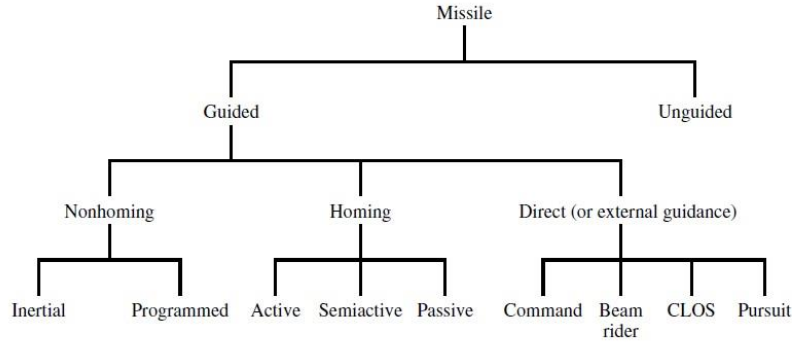 Missile
Guided
Unguided
Nonhoming
Homing
Direct (or external guidance)
Inertial
Programmed
Active
Semiactive
Passive
Command
Beam
rider
CLOS
Pursuit